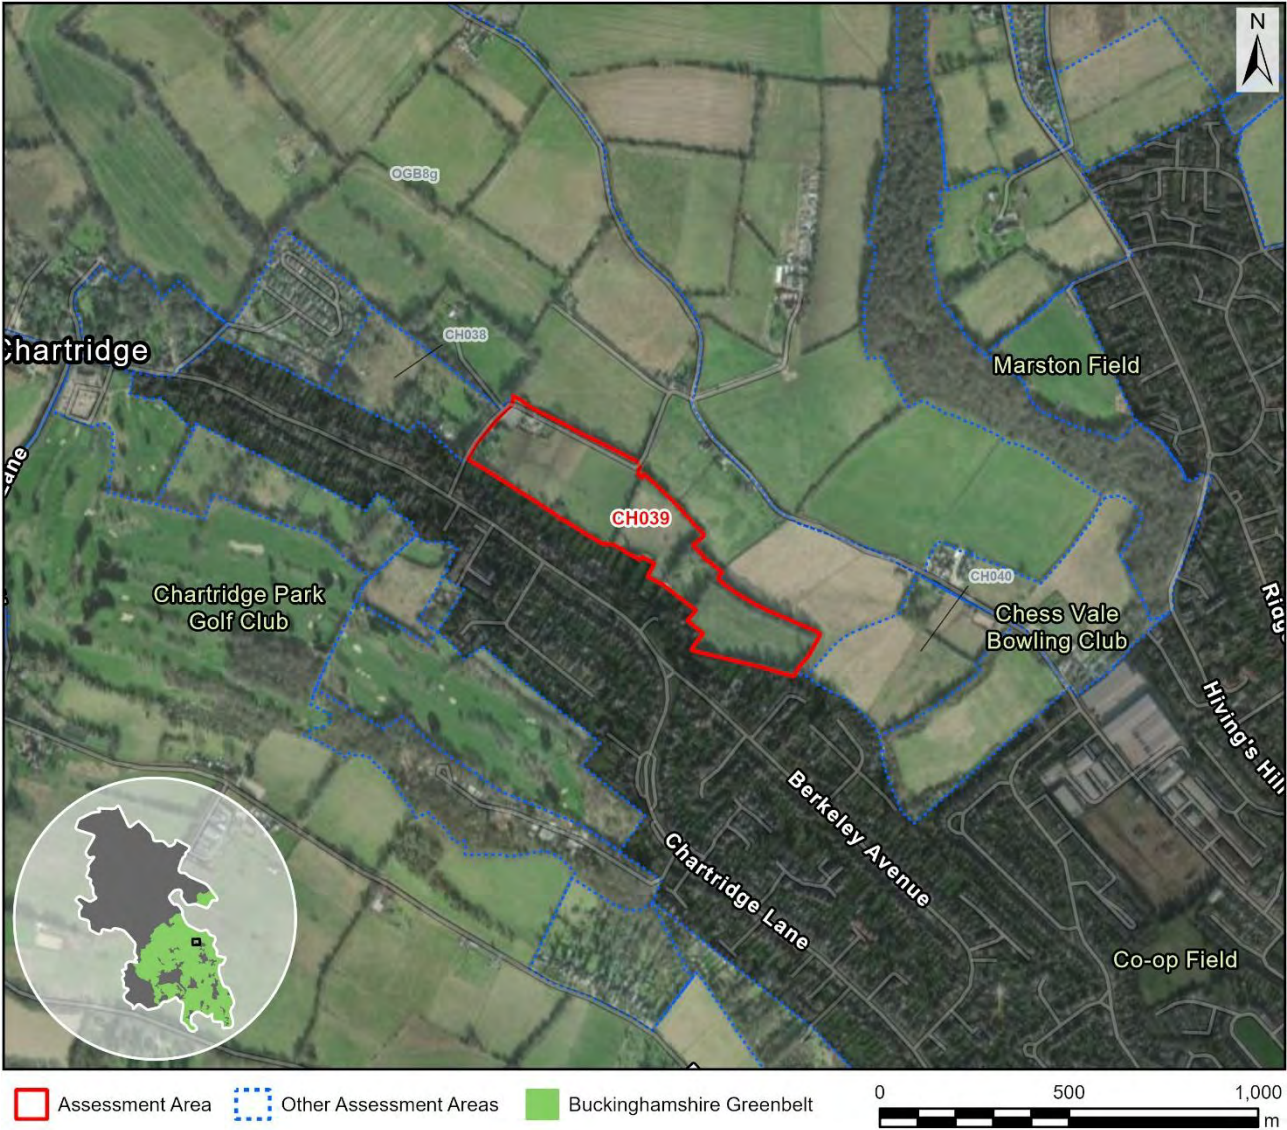 N
OGB8g
CH038
Chartridge
Marston Field
CH039
CH040
Chartridge Park
Golf Club
Chess Vale
Bowling Club
Hiving's Hill
Berkeley Avenue
Chartridge Lane
Co-op Field
Assessment Area
Other Assessment Areas
Buckinghamshire Greenbelt
0 500 1,000
m